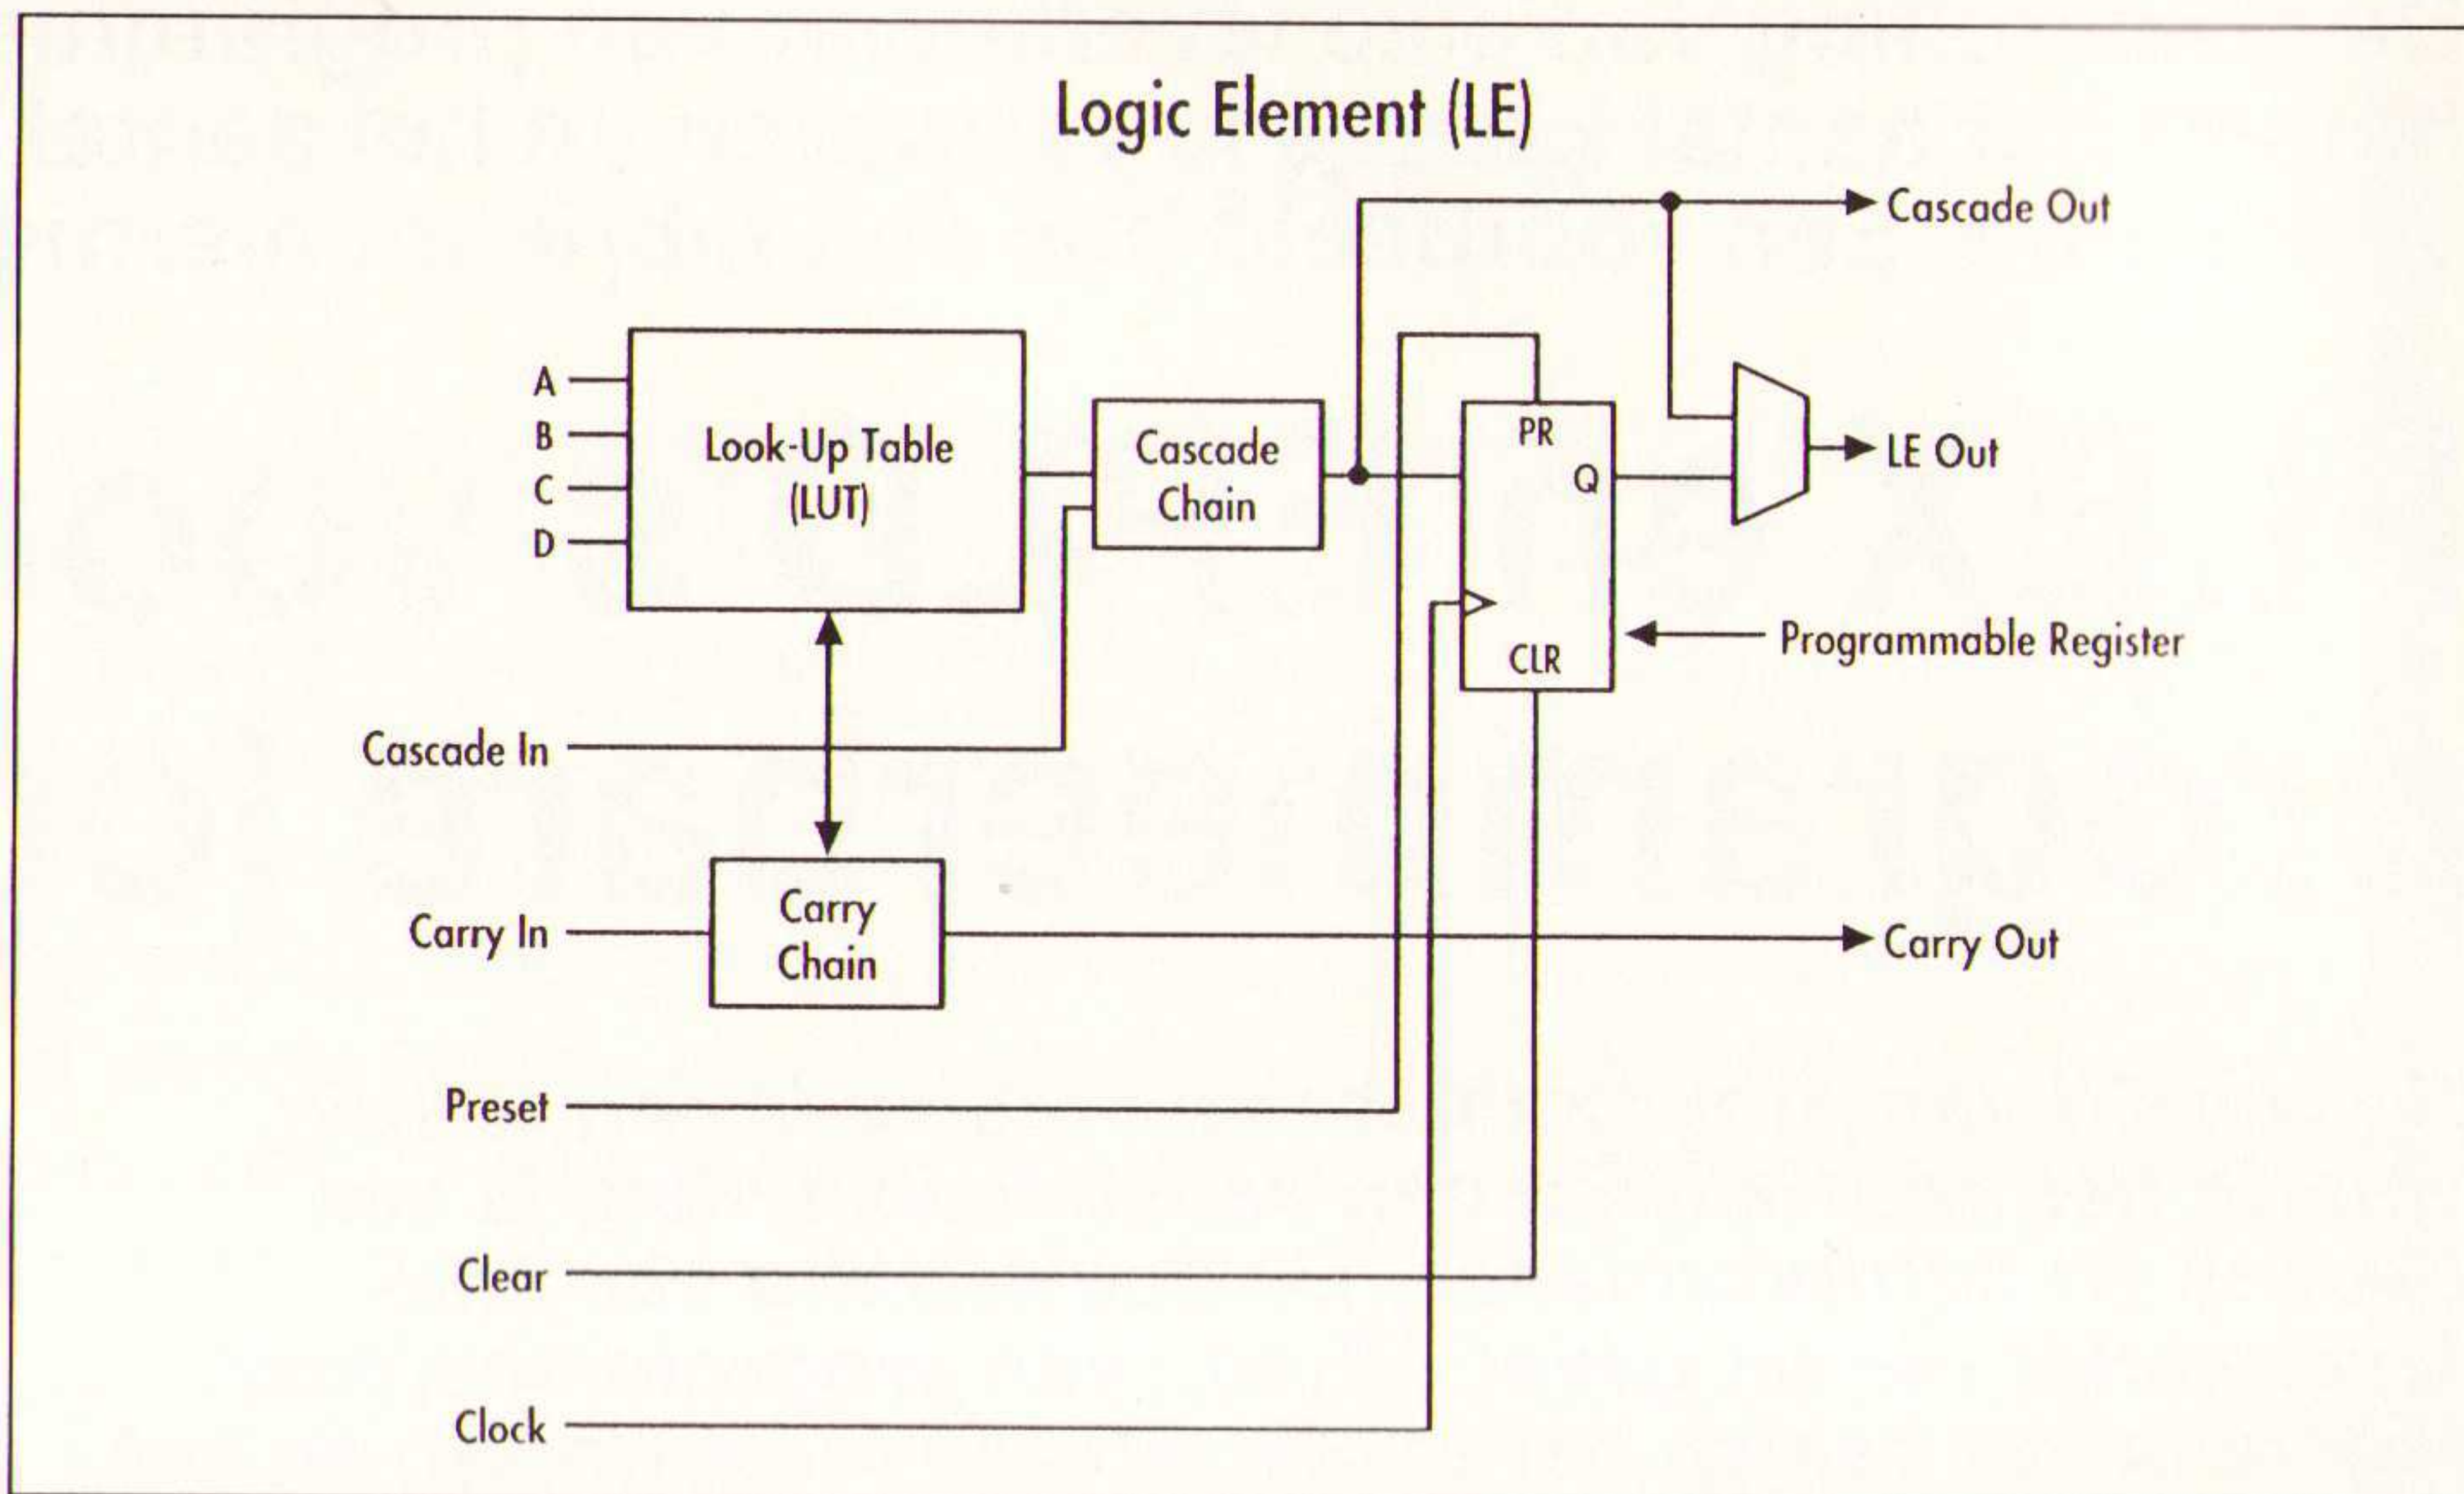 Logic Element (LE)
Cascade Out
A
B
C
D
Look-Up Table
(LUT)
Cascade
Chain
PR
Q
CLR
LE Out
Programmable Register
Cascade In
Carry In
Carry
Chain
Carry Out
Preset
Clear
Clock